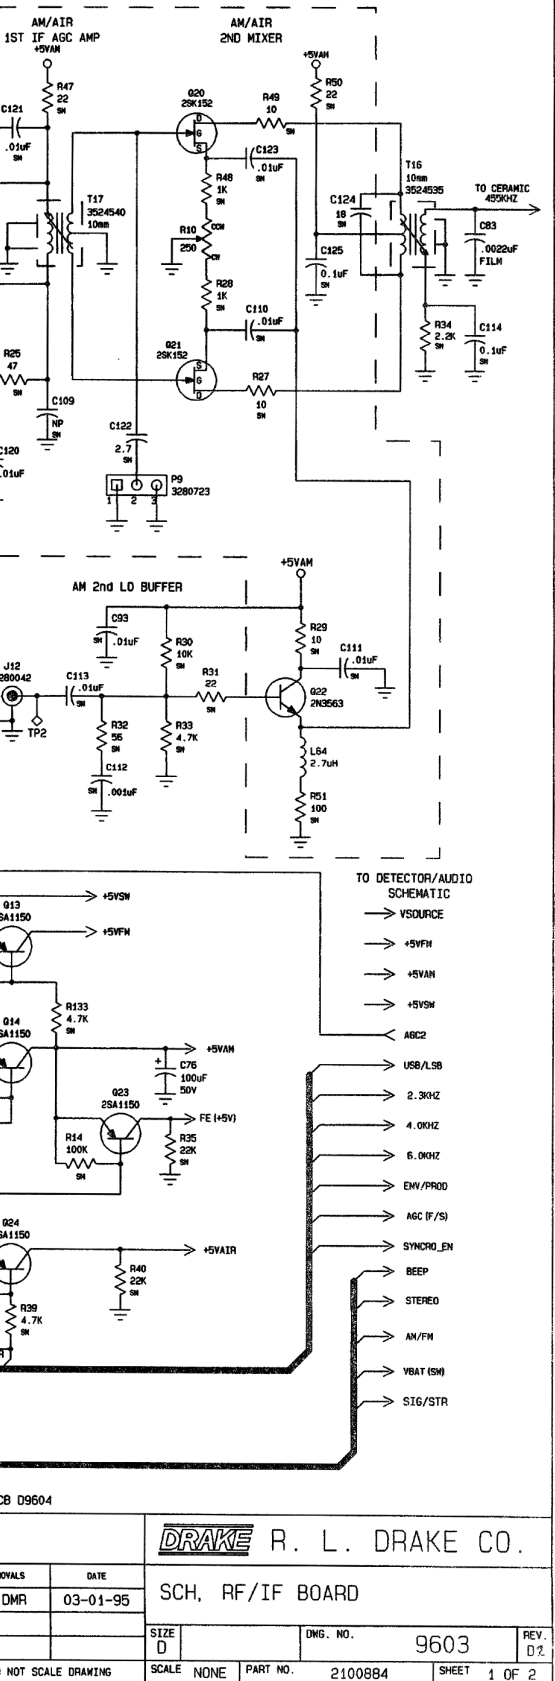 AM/AIR
1ST IF AGC AMP
+5VAM
AM/AIR
2ND MIXER
+5VAM
R47
22
SM
C121
.01uF
SM
Q20
2SK152
D
G
S
R49
10
SM
R50
22
SM
C123
.01uF
SM
R48
1K
SM
T17
3524540
10mm
R10
250
CCW
CW
R28
1K
SM
C124
18
SM
T16
10mm
3524535
TO CERAMIC
455KHZ
C83
.0022uF
FILM
C125
0.1uF
SM
C110
.01uF
SM
R34
2.2K
SM
C114
0.1uF
SM
R25
47
SM
Q21
2SK152
S
G
D
R27
10
SM
C109
NP
SM
C120
.01uF
C122
2.7
SM
P9
3280723
1 2 3
+5VAM
AM 2nd LO BUFFER
C93
.01uF
SM
R30
10K
SM
R29
10
SM
C111
.01uF
SM
J12
280042
C113
.01uF
SM
R31
22
SM
Q22
2N3563
TP2
R32
56
SM
R33
4.7K
SM
L64
2.7uH
C112
.001uF
SM
R51
100
SM
TO DETECTOR/AUDIO
SCHEMATIC
+5VSW
Q13
SA1150
VSOURCE
+5VFM
+5VFM
+5VAM
R133
4.7K
SM
+5VSW
Q14
SA1150
AGC2
+5VAM
USB/LSB
+
C76
100uF
50V
Q23
2SA1150
2.3KHZ
FE (+5V)
4.0KHZ
R14
100K
SM
R35
22K
SM
6.0KHZ
ENV/PROD
AGC (F/S)
Q24
SA1150
+5VAIR
SYNCRO_EN
BEEP
R40
22K
SM
STEREO
R39
4.7K
SM
AM/FM
VBAT (SW)
SIG/STR
CB D9604
DRAKE R. L. DRAKE CO.
OVALS DATE
DMR 03-01-95
SCH, RF/IF BOARD
SIZE
D
DWG. NO.
9603
REV.
D2
NOT SCALE DRAWING
SCALE NONE PART NO. 2100884 SHEET 1 OF 2